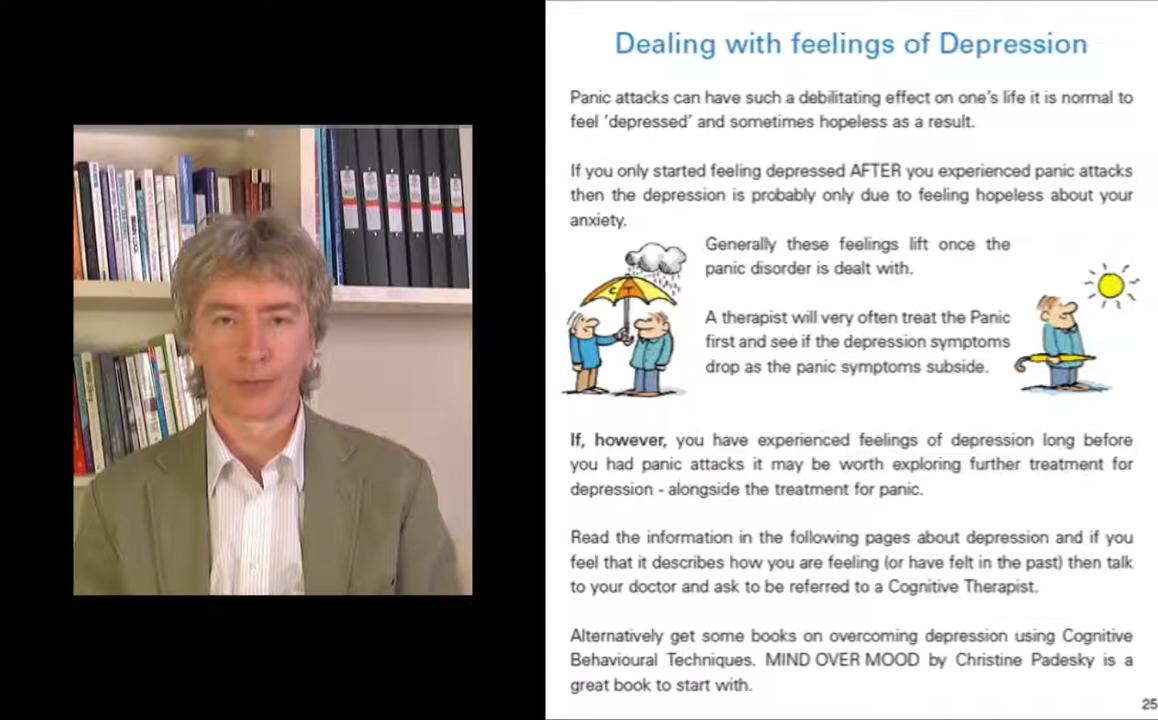 Dealing with feelings of Depression
Panic attacks can have such a debilitating effect on one's life it is normal to
feel 'depressed' and sometimes hopeless as a result.
If you only started feeling depressed AFTER you experienced panic attacks
then the depression is probably only due to feeling hopeless about your
anxiety.
Generally these feelings lift once the
panic disorder is dealt with.
A therapist will very often treat the Panic
first and see if the depression symptoms
drop as the panic symptoms subside.
C T
If, however, you have experienced feelings of depression long before
you had panic attacks it may be worth exploring further treatment for
depression - alongside the treatment for panic.
Read the information in the following pages about depression and if you
feel that it describes how you are feeling (or have felt in the past) then talk
to your doctor and ask to be referred to a Cognitive Therapist.
Alternatively get some books on overcoming depression using Cognitive
Behavioural Techniques. MIND OVER MOOD by Christine Padesky is a
great book to start with.
25